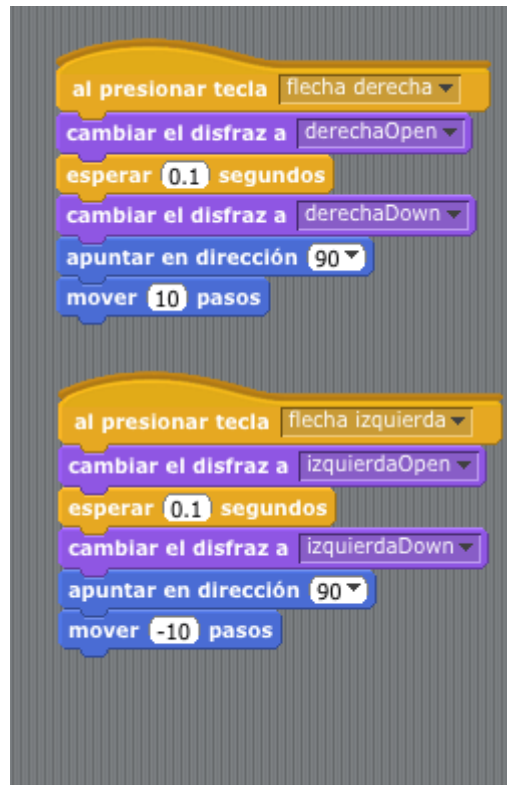 al presionar tecla flecha derecha
cambiar el disfraz a derechaOpen
esperar 0.1 segundos
cambiar el disfraz a derechaDown
apuntar en dirección 90
mover 10 pasos
al presionar tecla flecha izquierda
cambiar el disfraz a izquierdaOpen
esperar 0.1 segundos
cambiar el disfraz a izquierdaDown
apuntar en dirección 90
mover -10 pasos